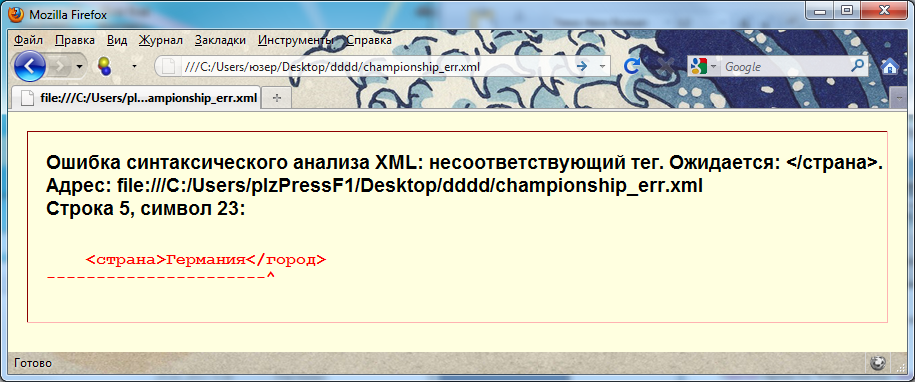 Mozilla Firefox
Файл Правка Вид Журнал Закладки Инструменты Справка
///C:/Users/юзер/Desktop/dddd/championship_err.xml
Google
file:///C:/Users/pl...ampionship_err.xml
Ошибка синтаксического анализа XML: несоответствующий тег. Ожидается: </страна>.
Адрес: file:///C:/Users/plzPressF1/Desktop/dddd/championship_err.xml
Строка 5, символ 23:
<страна>Германия</город>
----------------------^
Готово